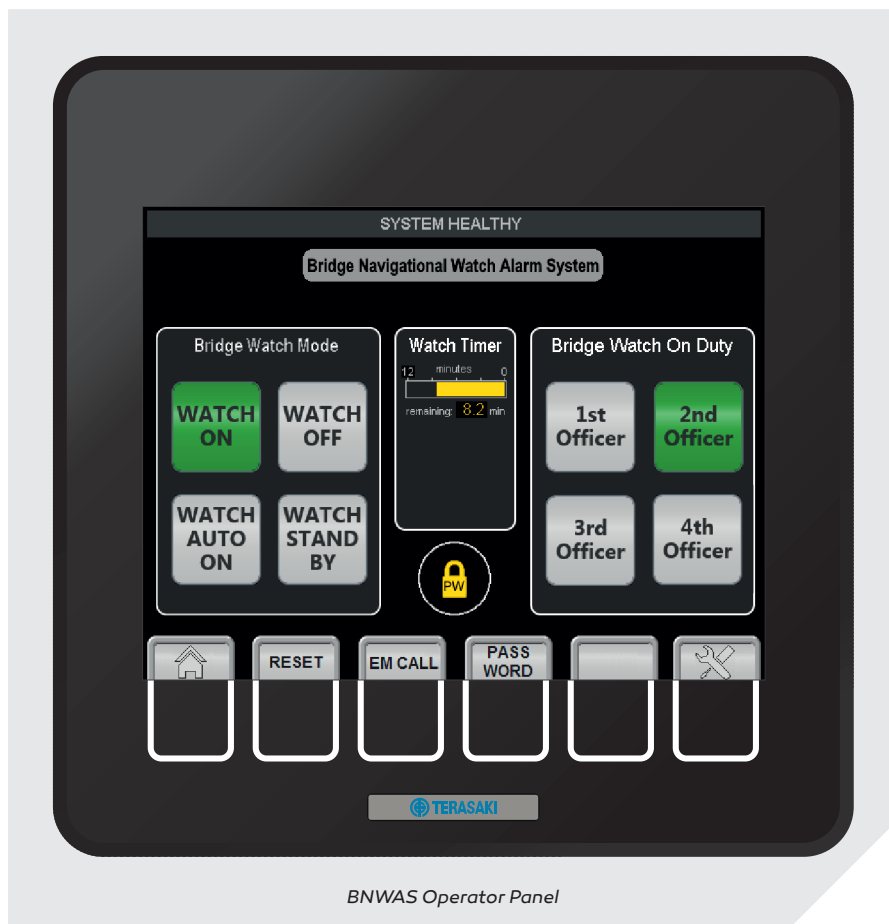 SYSTEM HEALTHY
Bridge Navigational Watch Alarm System
Bridge Watch Mode
WATCH
ON
WATCH
OFF
WATCH
AUTO
ON
WATCH
STAND
BY
Watch Timer
12 minutes 0
remaining: 8.2 min
PW
Bridge Watch On Duty
1st
Officer
2nd
Officer
3rd
Officer
4th
Officer
RESET
EM CALL
PASS
WORD
TERASAKI
BNWAS Operator Panel